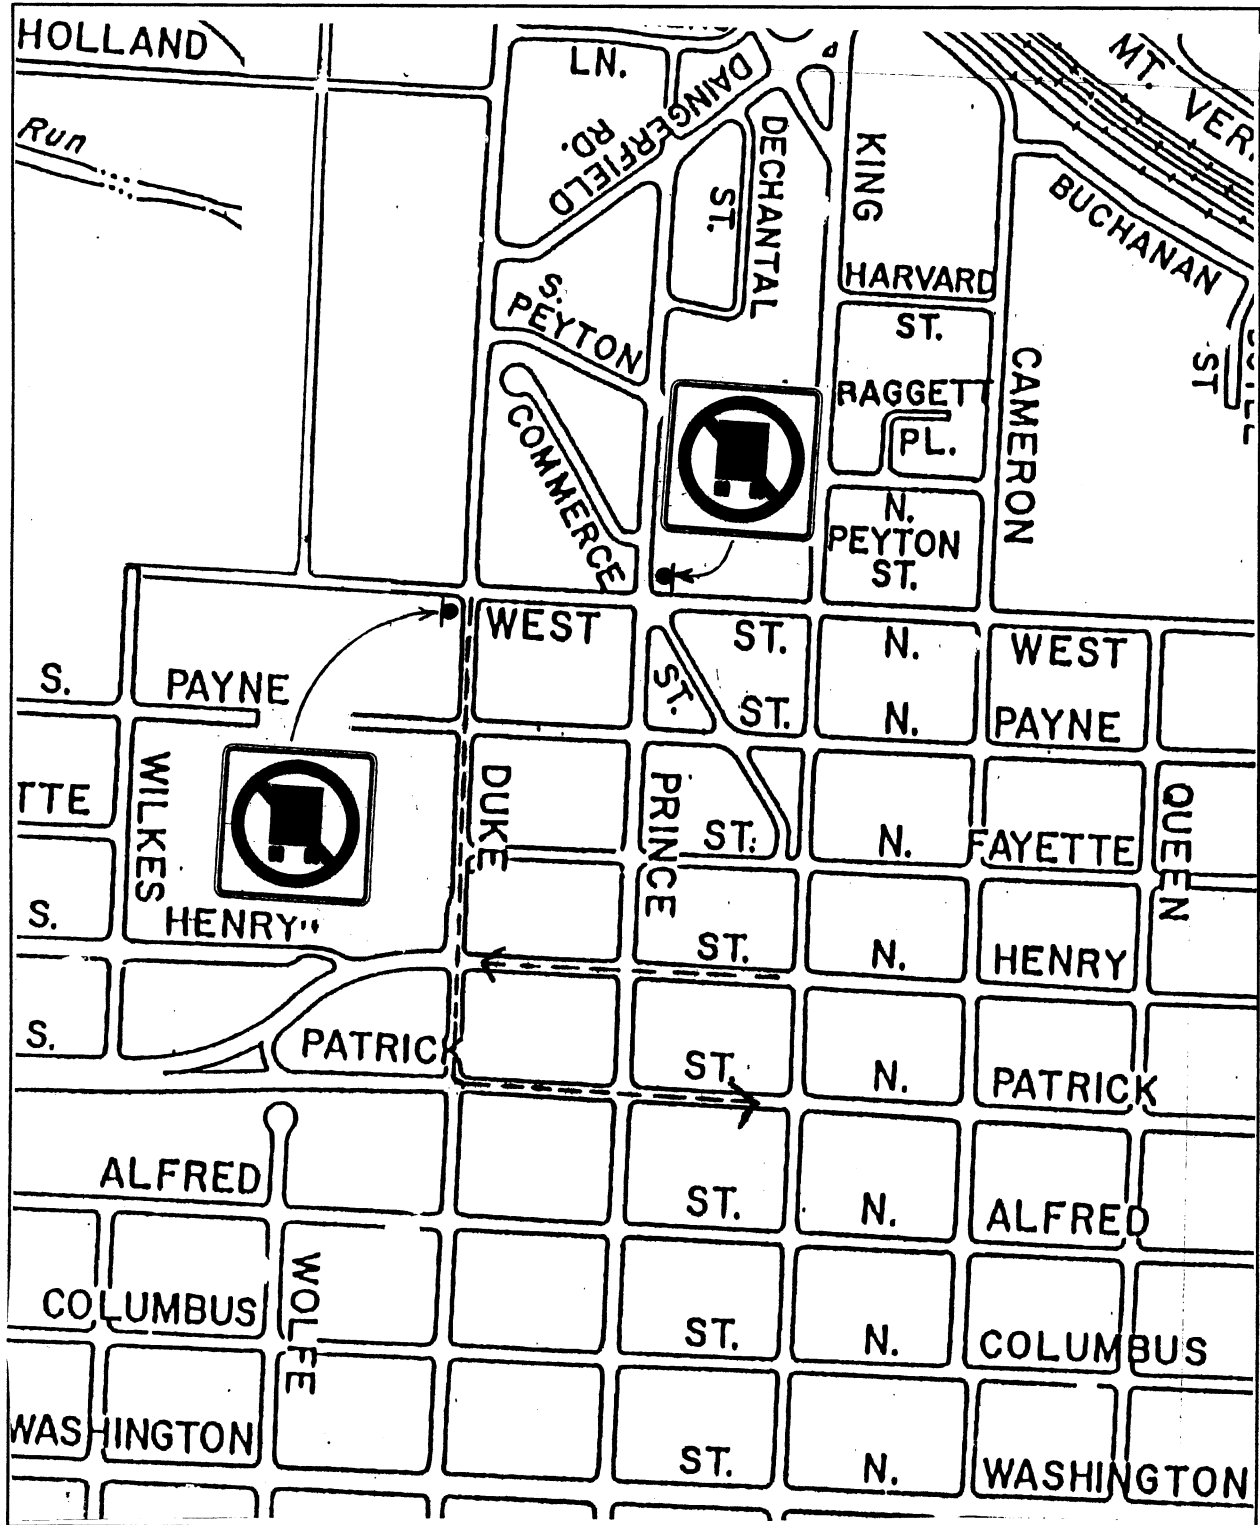 HOLLAND
LN.
DAINGERFIELD
RD.
MT. VER
Run
DECHANTAL
ST.
KING
BUCHANAN
ST
HARVARD
ST.
S.
PEYTON
RAGGETT
PL.
CAMERON
COMMERCE
ST.
N.
PEYTON
ST.
WEST ST. N. WEST
S. PAYNE ST. N. PAYNE
WILKES
DUKE
PRINCE
QUEEN
TTE ST. N. FAYETTE
S. HENRY ST. N. HENRY
S. PATRICK ST. N. PATRICK
ALFRED ST. N. ALFRED
WOLFE
COLUMBUS ST. N. COLUMBUS
WASHINGTON ST. N. WASHINGTON